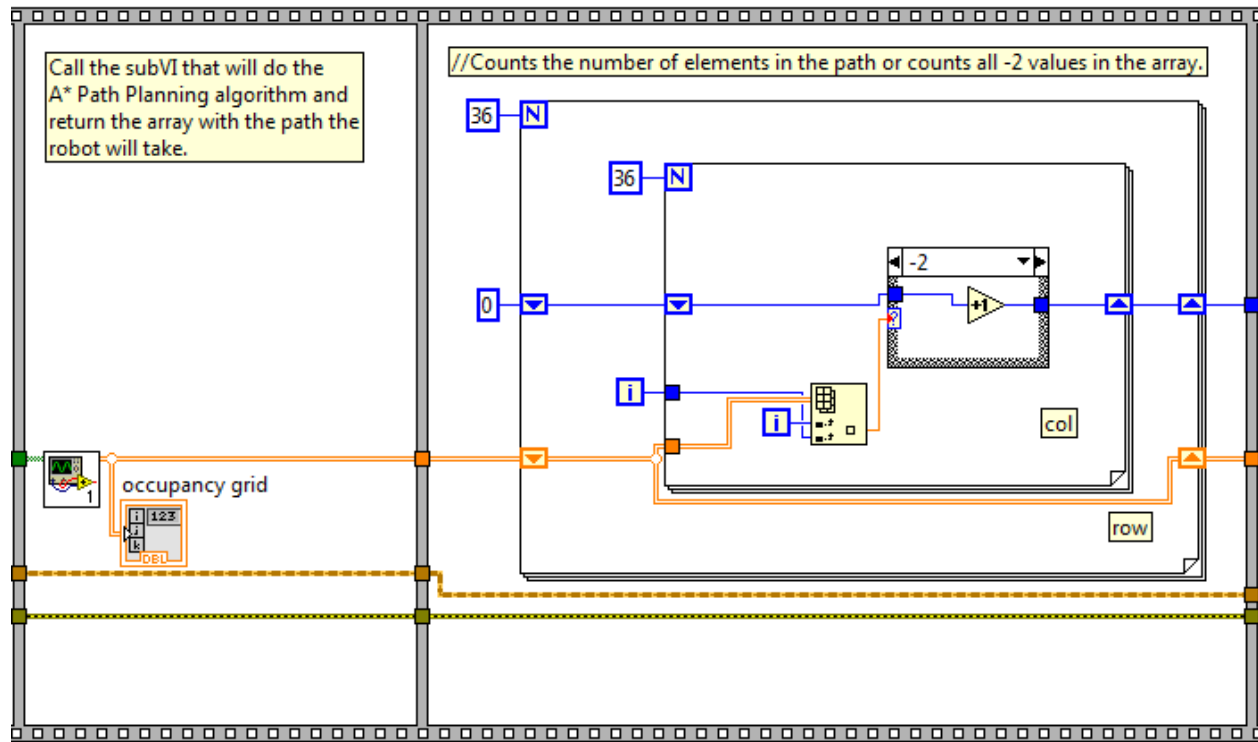 Call the subVI that will do the
A* Path Planning algorithm and
return the array with the path the
robot will take.
//Counts the number of elements in the path or counts all -2 values in the array.
36
N
36
N
-2
0
+1
?
i
i
col
1
occupancy grid
i
123
j
k
DBL
row